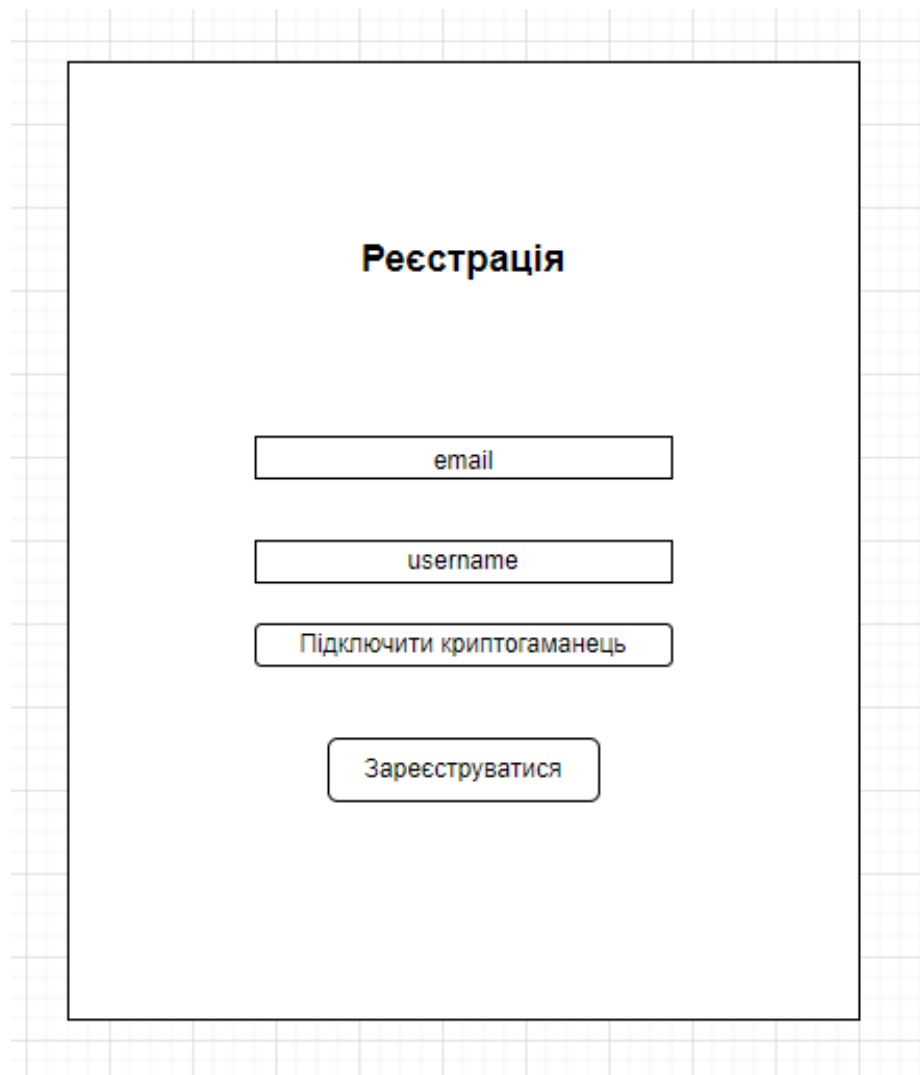 Реєстрація
email
username
Підключити криптогаманець
Зареєструватися